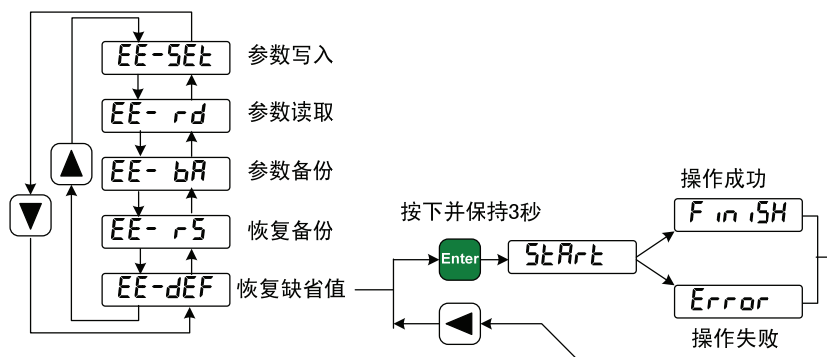 EE-SEt 参数写入
EE- rd 参数读取
EE- bA 参数备份
EE- rS 恢复备份
EE-dEF 恢复缺省值
按下并保持3秒
Enter
StArt
操作成功
FiniSH
Error
操作失败